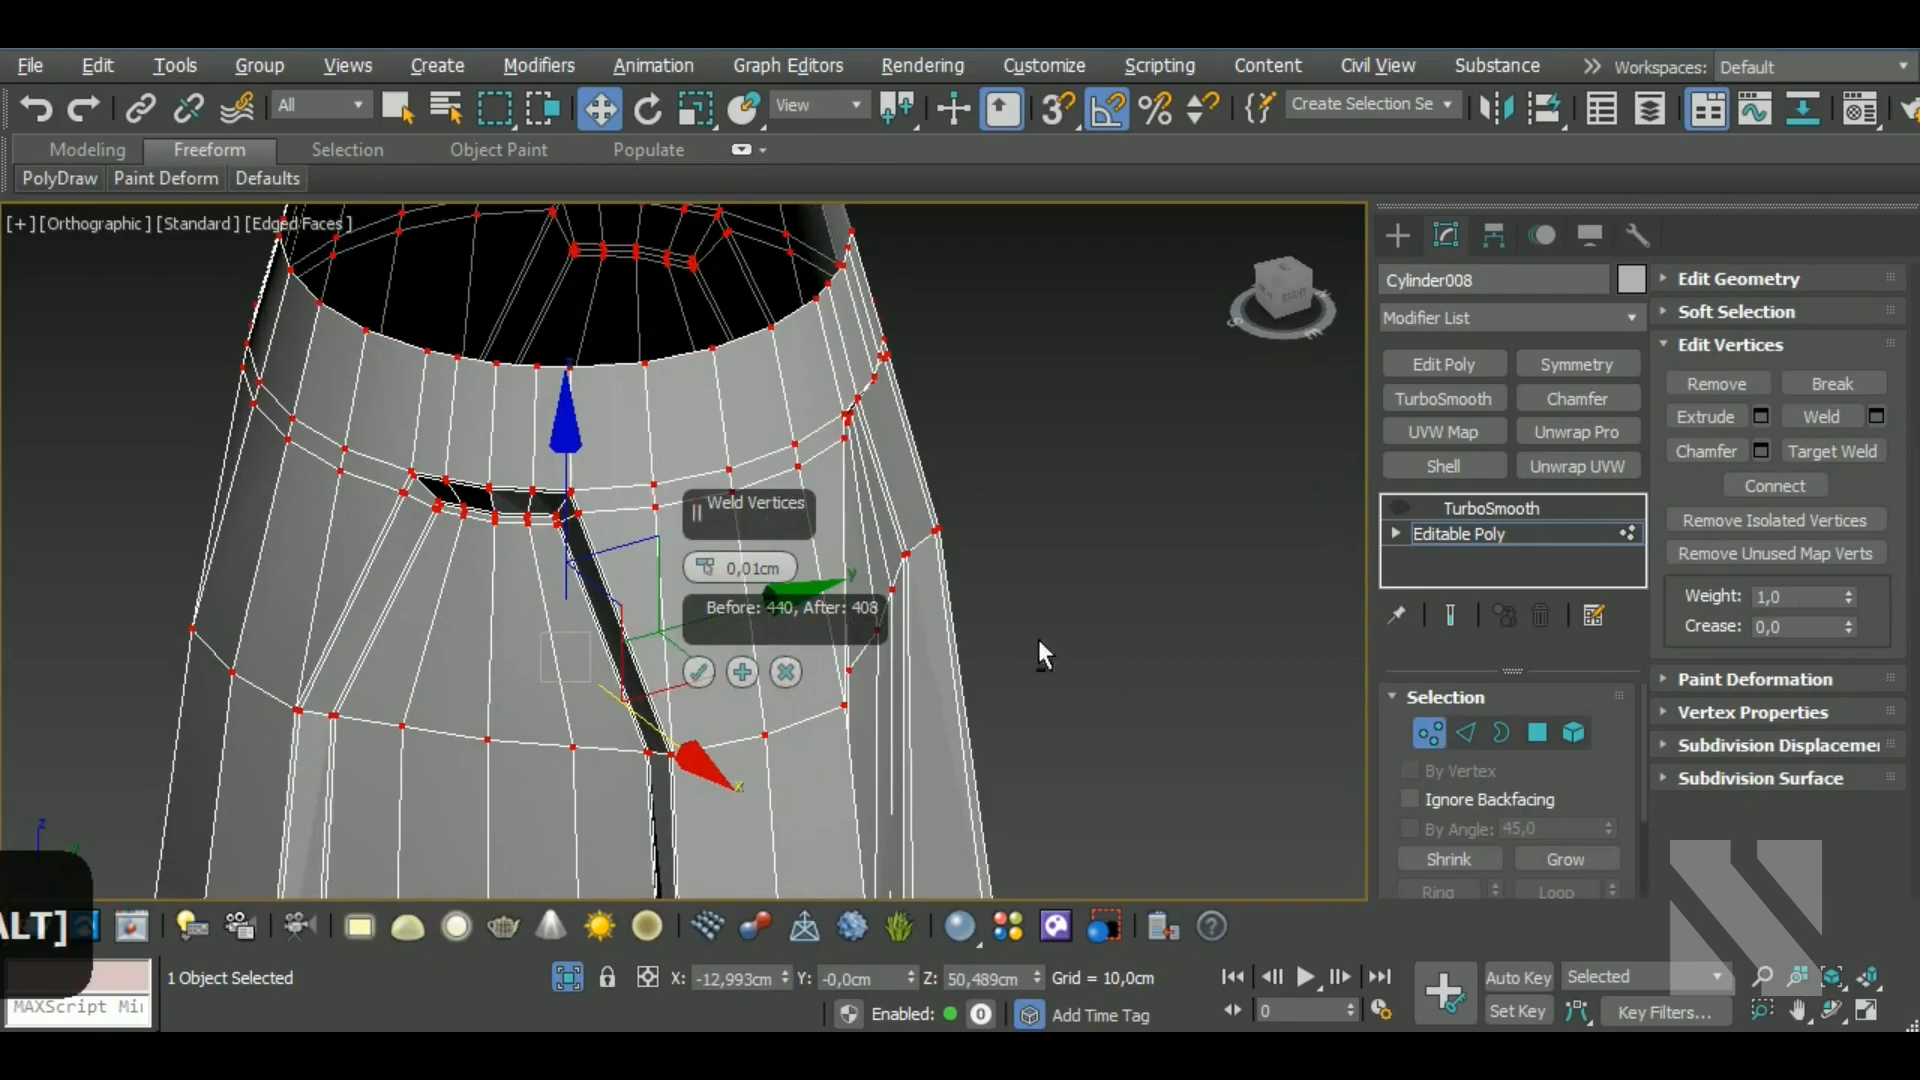 File Edit Tools Group Views Create Modifiers Animation Graph Editors Rendering Customize Scripting Content Civil View Substance Workspaces: Default
All View Create Selection Se
Modeling Freeform Selection Object Paint Populate
PolyDraw Paint Deform Defaults
[+] [Orthographic ] [Standard ] [Edged Faces ]
Cylinder008
Modifier List
Edit Poly Symmetry
TurboSmooth Chamfer
UVW Map Unwrap Pro
Shell Unwrap UVW
TurboSmooth
Editable Poly
Selection
By Vertex
Ignore Backfacing
By Angle: 45,0
Shrink Grow
Ring Loop
Edit Geometry
Soft Selection
Edit Vertices
Remove Break
Extrude Weld
Chamfer Target Weld
Connect
Remove Isolated Vertices
Remove Unused Map Verts
Weight: 1,0
Crease: 0,0
Paint Deformation
Vertex Properties
Subdivision Displacemen
Subdivision Surface
Weld Vertices
0,01cm
Before: 440, After: 408
z
y
x
z
ALT]
1 Object Selected X: -12,993cm Y: -0,0cm Z: 50,489cm Grid = 10,0cm Auto Key Selected
MAXScript Mi Enabled: 0 Add Time Tag 0 Set Key Key Filters...